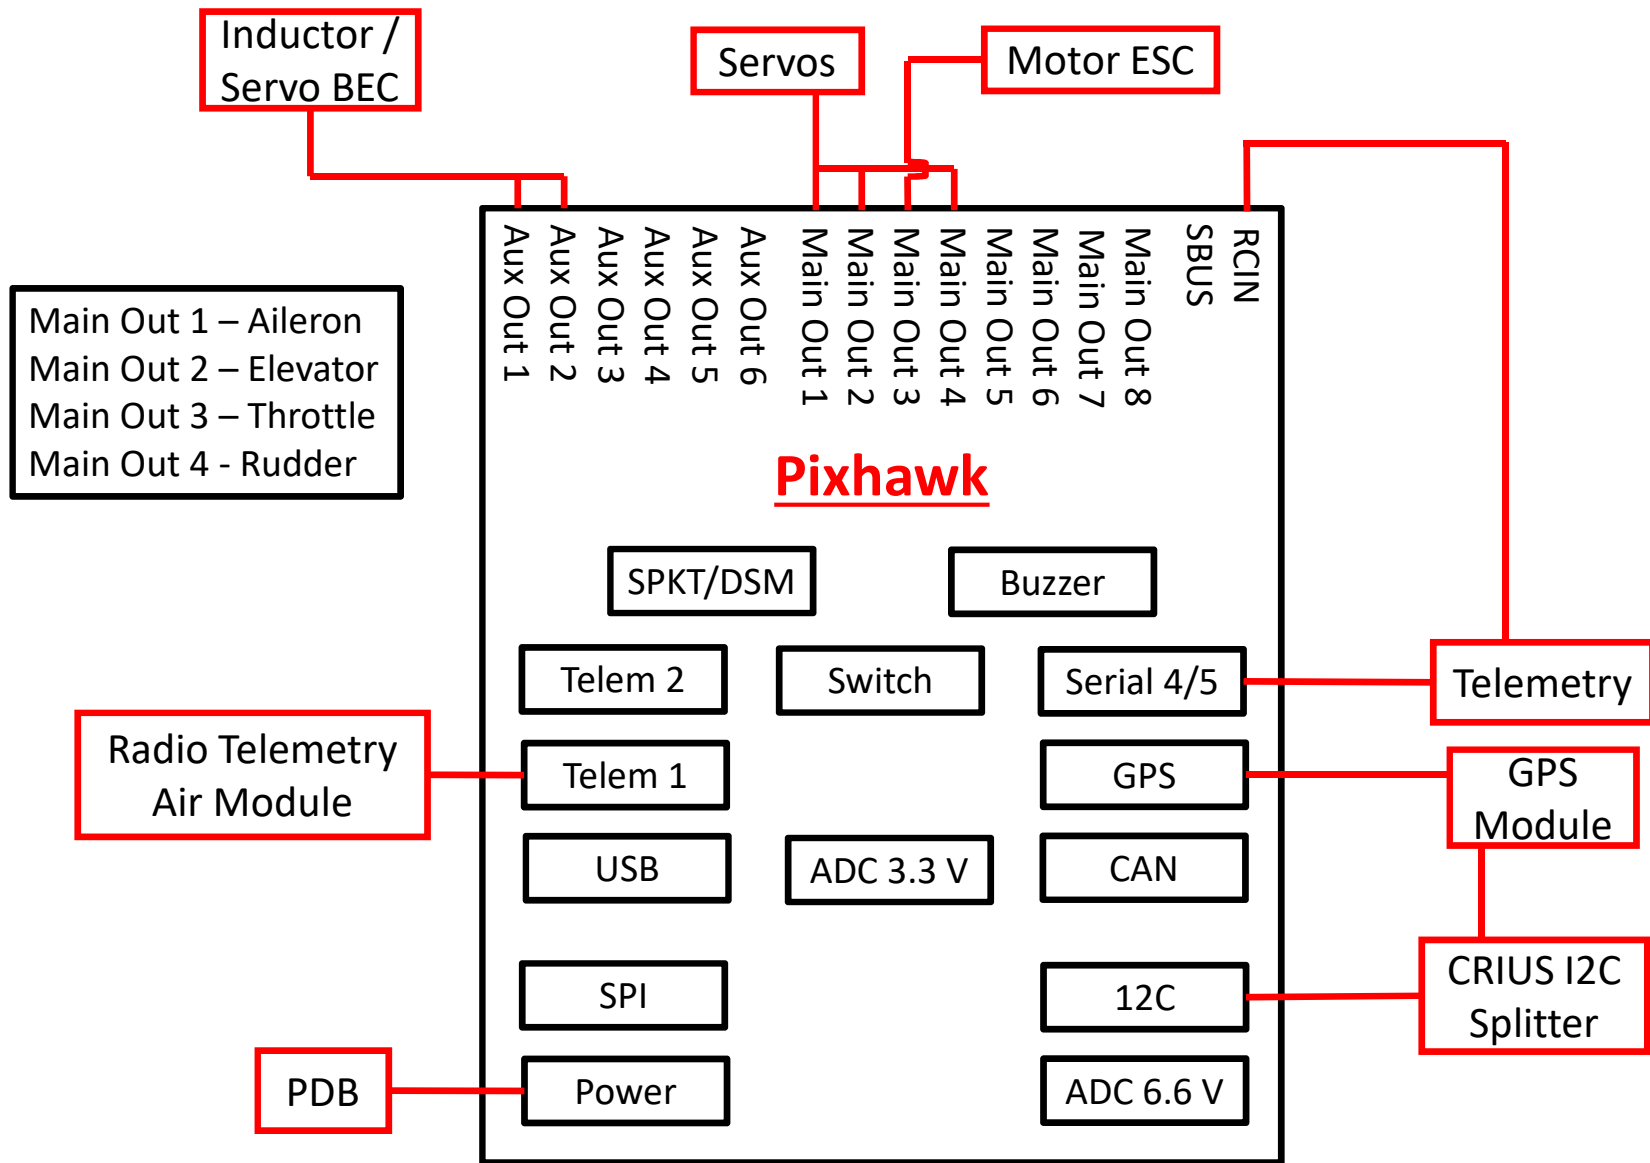 Inductor /
Servo BEC
Servos
Motor ESC
Aux Out 1
Aux Out 2
Aux Out 3
Aux Out 4
Aux Out 5
Aux Out 6
Main Out 1
Main Out 2
Main Out 3
Main Out 4
Main Out 5
Main Out 6
Main Out 7
Main Out 8
SBUS
RCIN
Main Out 1 – Aileron
Main Out 2 – Elevator
Main Out 3 – Throttle
Main Out 4 - Rudder
Pixhawk
SPKT/DSM
Buzzer
Telem 2
Switch
Serial 4/5
Telemetry
Radio Telemetry
Air Module
Telem 1
GPS
GPS
Module
USB
ADC 3.3 V
CAN
SPI
12C
CRIUS I2C
Splitter
PDB
Power
ADC 6.6 V